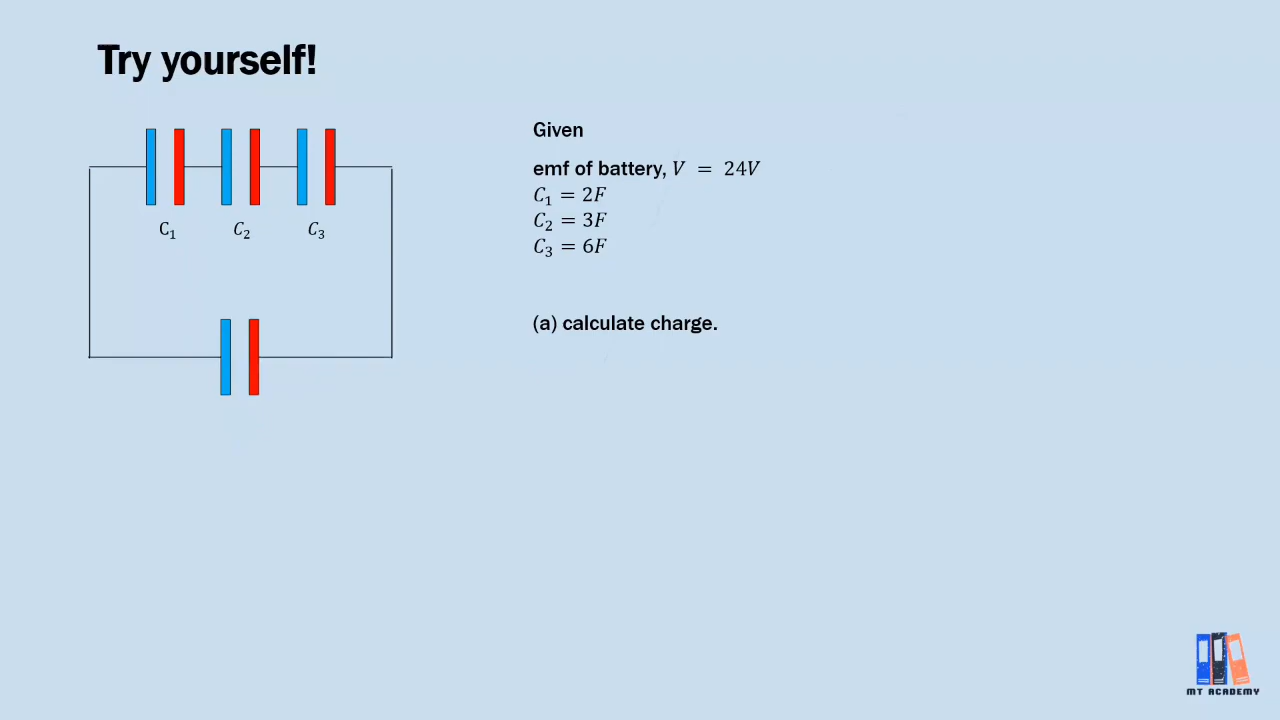 Try yourself!
Given
emf of battery, V = 24V
C₁ = 2F
C₂ = 3F
C₃ = 6F
C₁ C₂ C₃
(a) calculate charge.
MT ACADEMY